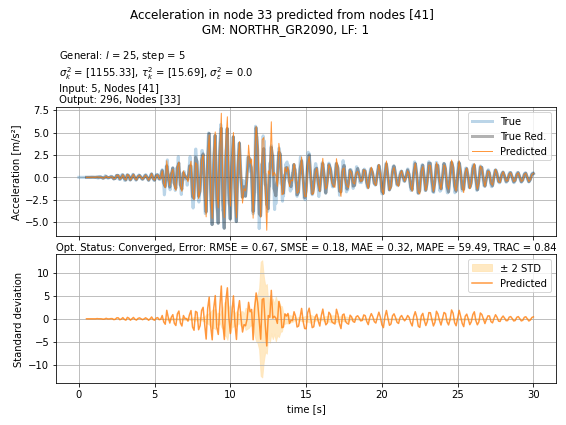 Acceleration in node 33 predicted from nodes [41]
GM: NORTHR_GR2090, LF: 1
General: l = 25, step = 5
σ²ₖ = [1155.33], τ²ₖ = [15.69], σ²ε = 0.0
Input: 5, Nodes [41]
Output: 296, Nodes [33]
7.5
5.0
2.5
0.0
−2.5
−5.0
Acceleration [m/s²]
True
True Red.
Predicted
Opt. Status: Converged, Error: RMSE = 0.67, SMSE = 0.18, MAE = 0.32, MAPE = 59.49, TRAC = 0.84
10
5
0
−5
−10
Standard deviation
± 2 STD
Predicted
0 5 10 15 20 25 30
time [s]